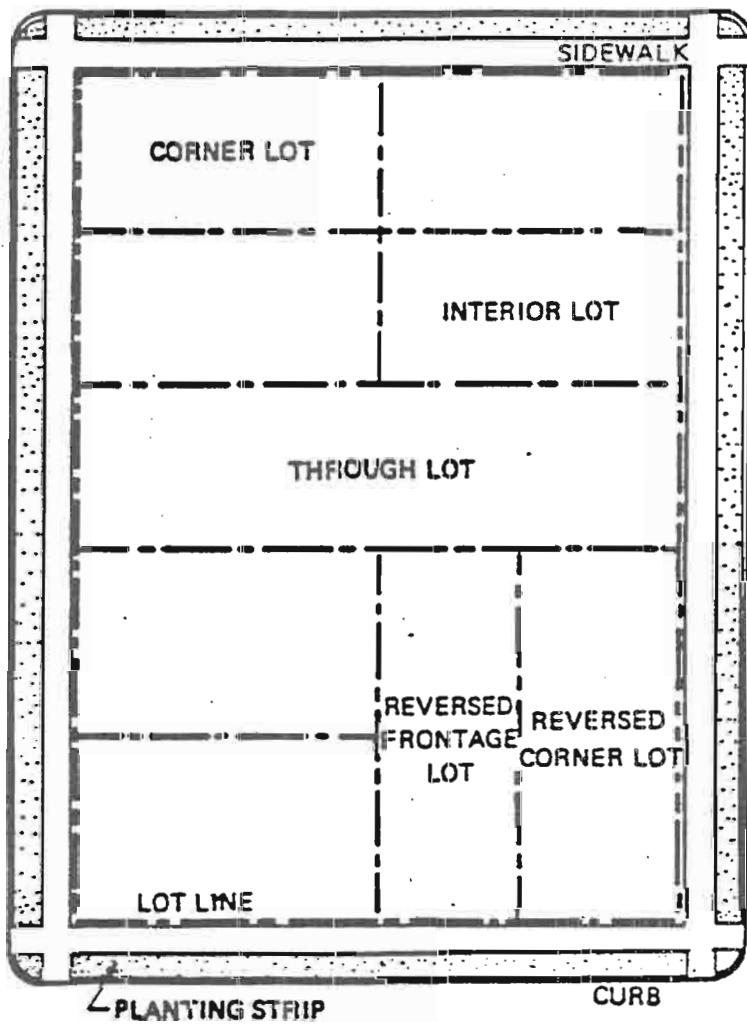 SIDEWALK
CORNER LOT
INTERIOR LOT
THROUGH LOT
REVERSED
FRONTAGE
LOT
REVERSED
CORNER LOT
LOT LINE
PLANTING STRIP
CURB